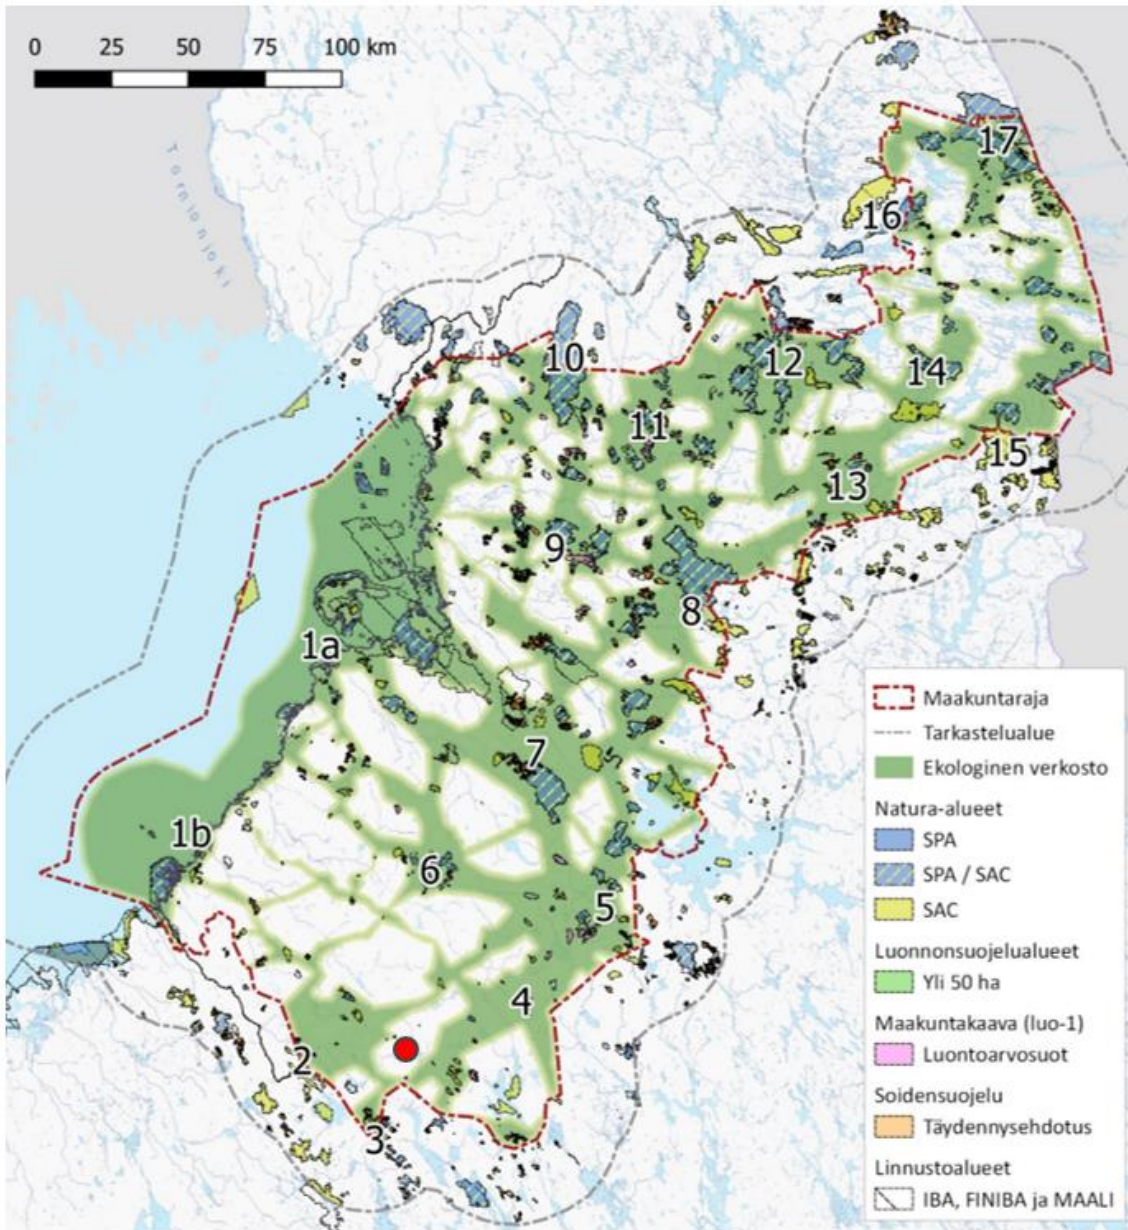 0 25 50 75 100 km
Tornionjoki
17
16
10
12
14
11
15
13
9
8
1a
7
1b
6
5
4
2
3
Maakuntaraja
Tarkastelualue
Ekologinen verkosto
Natura-alueet
SPA
SPA / SAC
SAC
Luonnonsuojelualueet
Yli 50 ha
Maakuntakaava (luo-1)
Luontoarvosuot
Soidensuojelu
Täydennysehdotus
Linnustoalueet
IBA, FINIBA ja MAALI